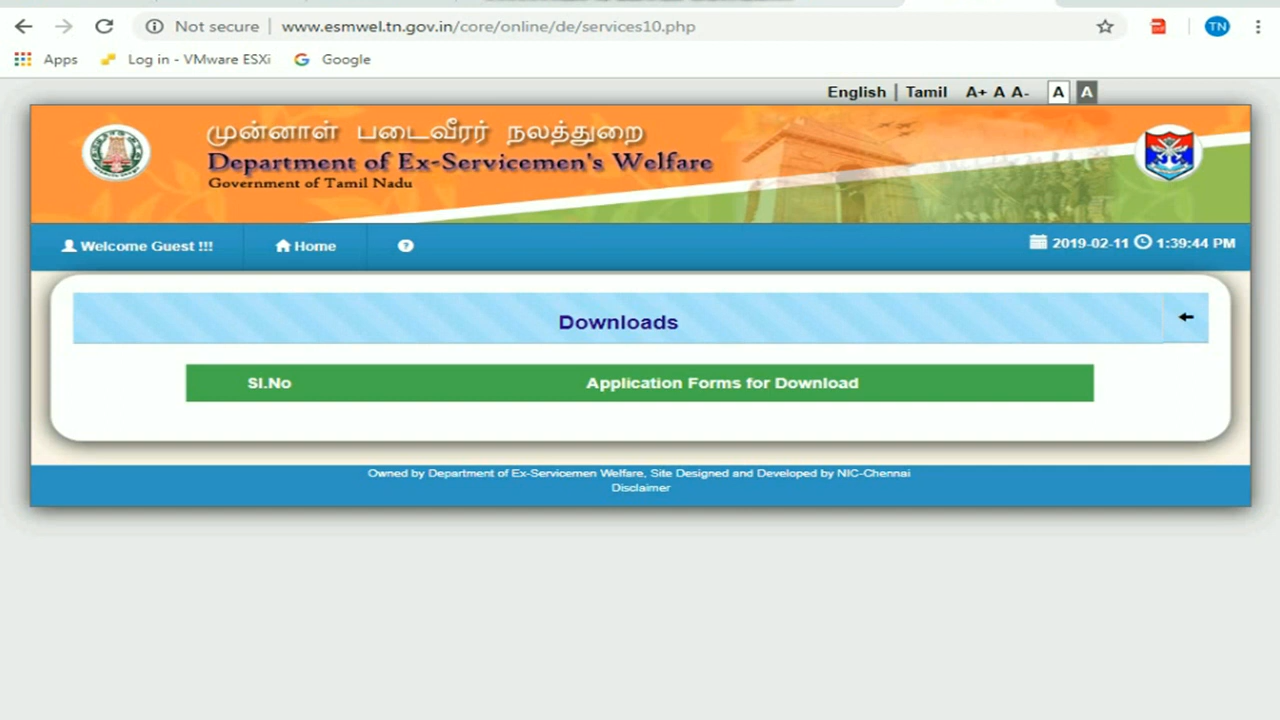 Not secure | www.esmwel.tn.gov.in/core/online/de/services10.php
TN
Apps Log in - VMware ESXi Google
English | Tamil A+ A A- A A
முன்னாள் படைவீரர் நலத்துறை
Department of Ex-Servicemen's Welfare
Government of Tamil Nadu
Welcome Guest !!! Home ? 2019-02-11 1:39:44 PM
Downloads
Sl.No Application Forms for Download
Owned by Department of Ex-Servicemen Welfare, Site Designed and Developed by NIC-Chennai
Disclaimer